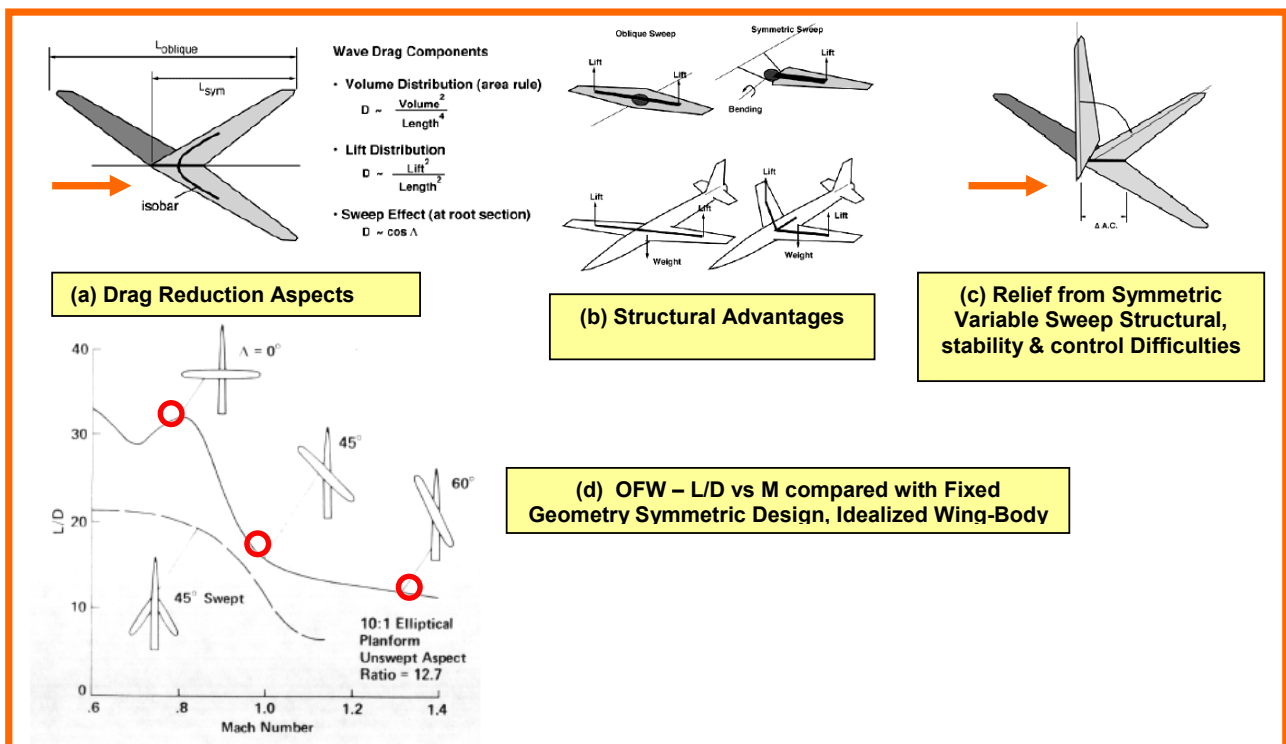 L oblique
L sym
isobar
Wave Drag Components
• Volume Distribution (area rule)
D ~ Volume²
Length⁴
• Lift Distribution
D ~ Lift²
Length²
• Sweep Effect (at root section)
D ~ cos Λ
(a) Drag Reduction Aspects
Oblique Sweep
Symmetric Sweep
Lift
Lift
Lift
Bending
Lift
Lift
Weight
Lift
Lift
Weight
(b) Structural Advantages
Δ A.C.
(c) Relief from Symmetric
Variable Sweep Structural,
stability & control Difficulties
L/D
40
30
20
10
0
Λ = 0°
45°
60°
45° Swept
10:1 Elliptical
Planform
Unswept Aspect
Ratio = 12.7
.6 .8 1.0 1.2 1.4
Mach Number
(d) OFW – L/D vs M compared with Fixed
Geometry Symmetric Design, Idealized Wing-Body